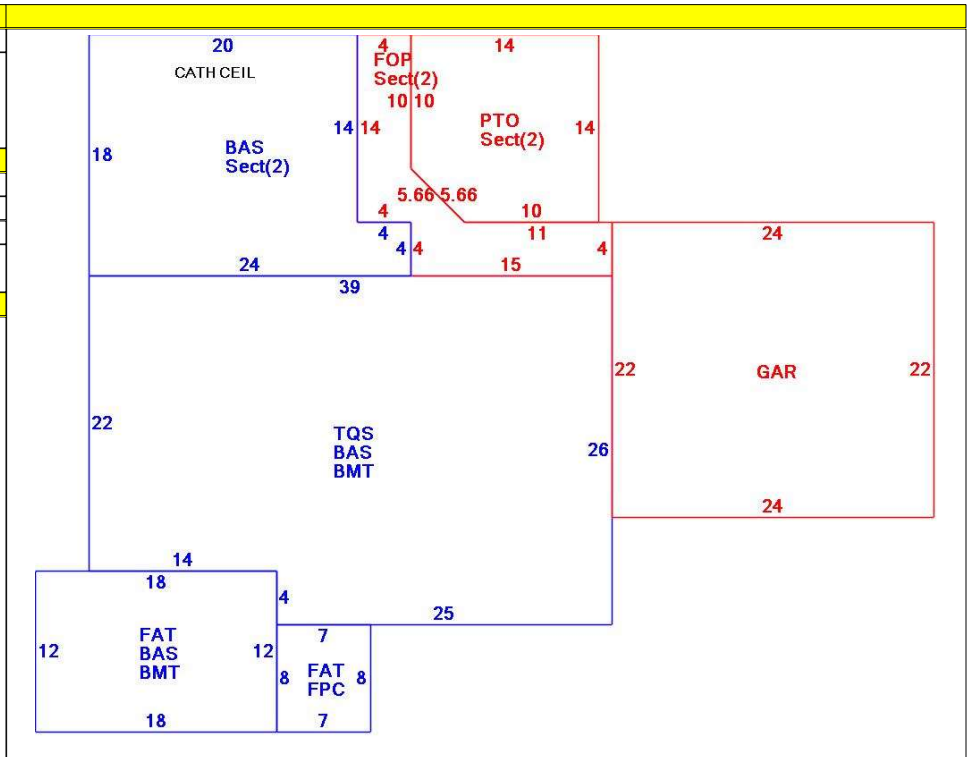 20
4
14
CATH CEIL
FOP
Sect(2)
10 10
PTO
Sect(2)
14 14
14
18
BAS
Sect(2)
5.66 5.66
4
10
4
11
24
4 4
4
24
15
39
22
GAR
22
22
TQS
BAS
BMT
26
24
14
18
4
25
7
12
FAT
BAS
BMT
12
8
FAT
FPC
8
18
7